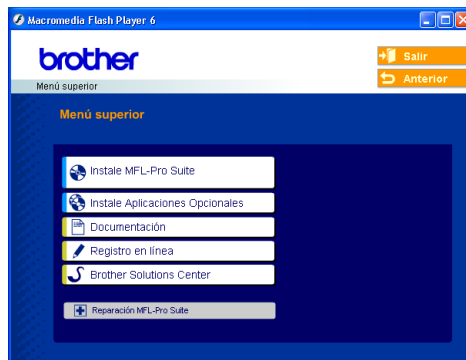 Macromedia Flash Player 6
brother
Salir
Menú superior
Anterior
Menú superior
Instale MFL-Pro Suite
Instale Aplicaciones Opcionales
Documentación
Registro en línea
Brother Solutions Center
Reparación MFL-Pro Suite